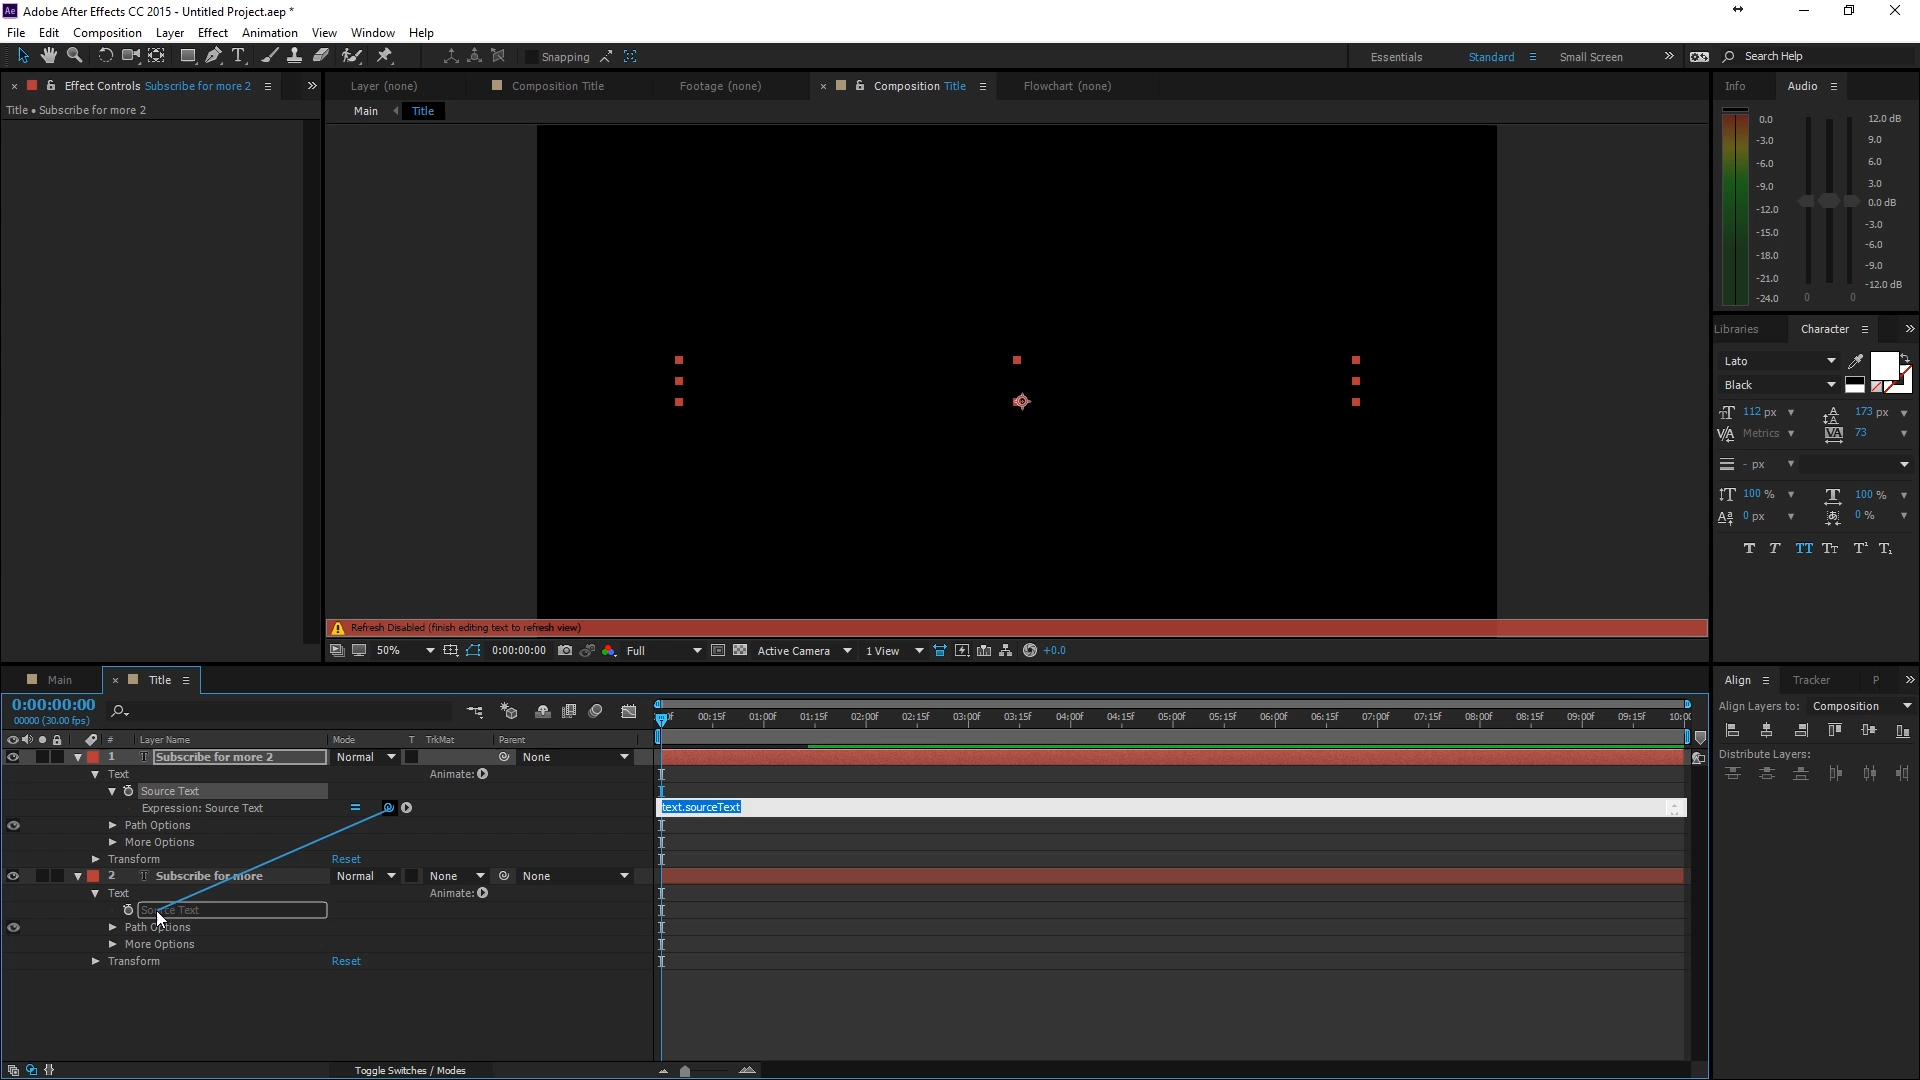 Adobe After Effects CC 2015 - Untitled Project.aep *
File Edit Composition Layer Effect Animation View Window Help
Snapping
Essentials Standard Small Screen Search Help
Effect Controls Subscribe for more 2
Layer (none) Composition Title Footage (none) Composition Title Flowchart (none)
Info Audio
Title • Subscribe for more 2
Main Title
0.0 12.0 dB
-3.0 9.0
-6.0 6.0
-9.0 3.0
-12.0 0.0 dB
-15.0 -3.0
-18.0 -6.0
-21.0 -9.0
-24.0 0 0 -12.0 dB
Libraries Character
Lato
Black
112 px 173 px
Metrics 73
- px
100 % 100 %
0 px 0 %
Refresh Disabled (finish editing text to refresh view)
50% 0:00:00:00 Full Active Camera 1 View +0.0
Main Title
Align Tracker P
0:00:00:00
00000 (30.00 fps)
00:15f 01:00f 01:15f 02:00f 02:15f 03:00f 03:15f 04:00f 04:15f 05:00f 05:15f 06:00f 06:15f 07:00f 07:15f 08:00f 08:15f 09:00f 09:15f 10:00
Align Layers to: Composition
# Layer Name Mode T TrkMat Parent
Distribute Layers:
1 T Subscribe for more 2 Normal None
Text Animate:
Source Text
Expression: Source Text text.sourceText
Path Options
More Options
Transform Reset
2 T Subscribe for more Normal None None
Text Animate:
Source Text
Path Options
More Options
Transform Reset
Toggle Switches / Modes